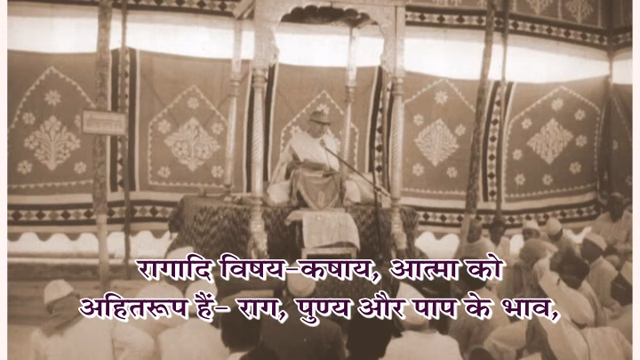 रागादि विषय-कषाय, आत्मा को
अहितरूप हैं- राग, पुण्य और पाप के भाव,